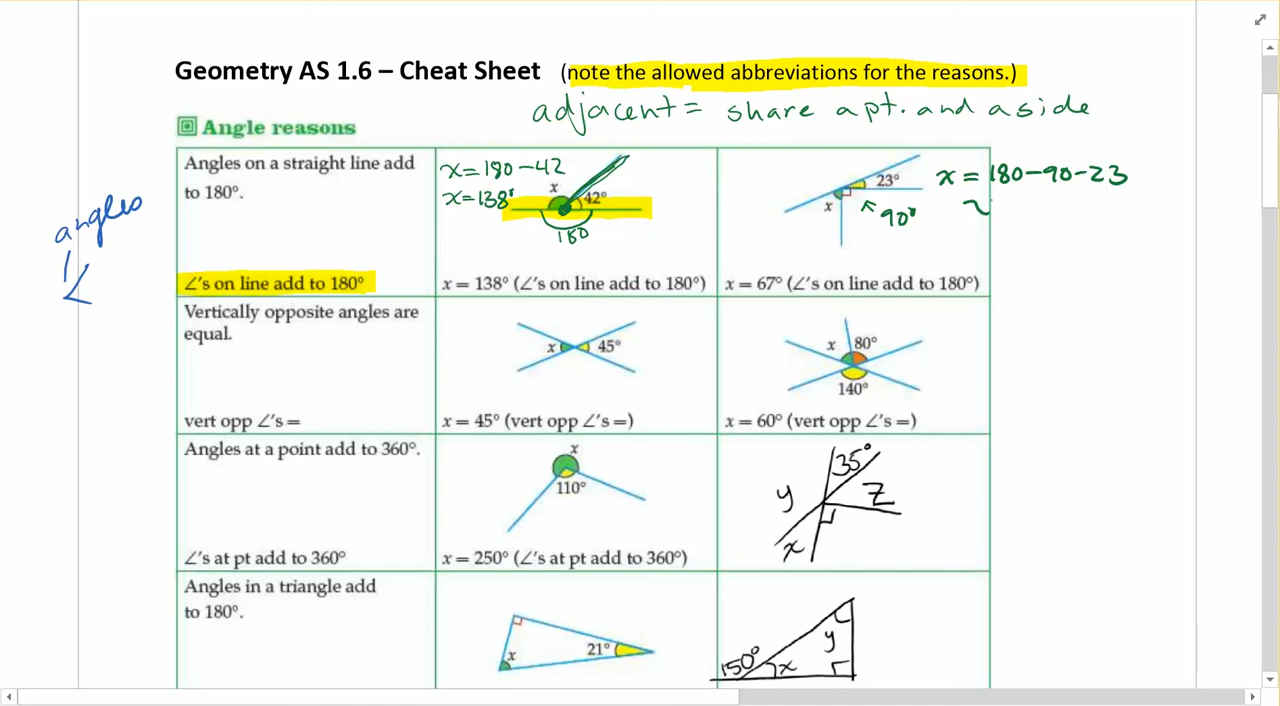 Geometry AS 1.6 – Cheat Sheet (note the allowed abbreviations for the reasons.)
adjacent = share a pt. and a side
Angle reasons
Angles on a straight line add
to 180°.
∠'s on line add to 180°
x = 180 - 42
x = 138°
x
42°
180
x = 138° (∠'s on line add to 180°)
23°
x
90°
x = 180-90-23
x = 67° (∠'s on line add to 180°)
angles
∠
Vertically opposite angles are
equal.
vert opp ∠'s =
x
45°
x = 45° (vert opp ∠'s =)
x
80°
140°
x = 60° (vert opp ∠'s =)
Angles at a point add to 360°.
∠'s at pt add to 360°
x
110°
x = 250° (∠'s at pt add to 360°)
35°
y
z
x
Angles in a triangle add
to 180°.
x
21°
150°
x
y